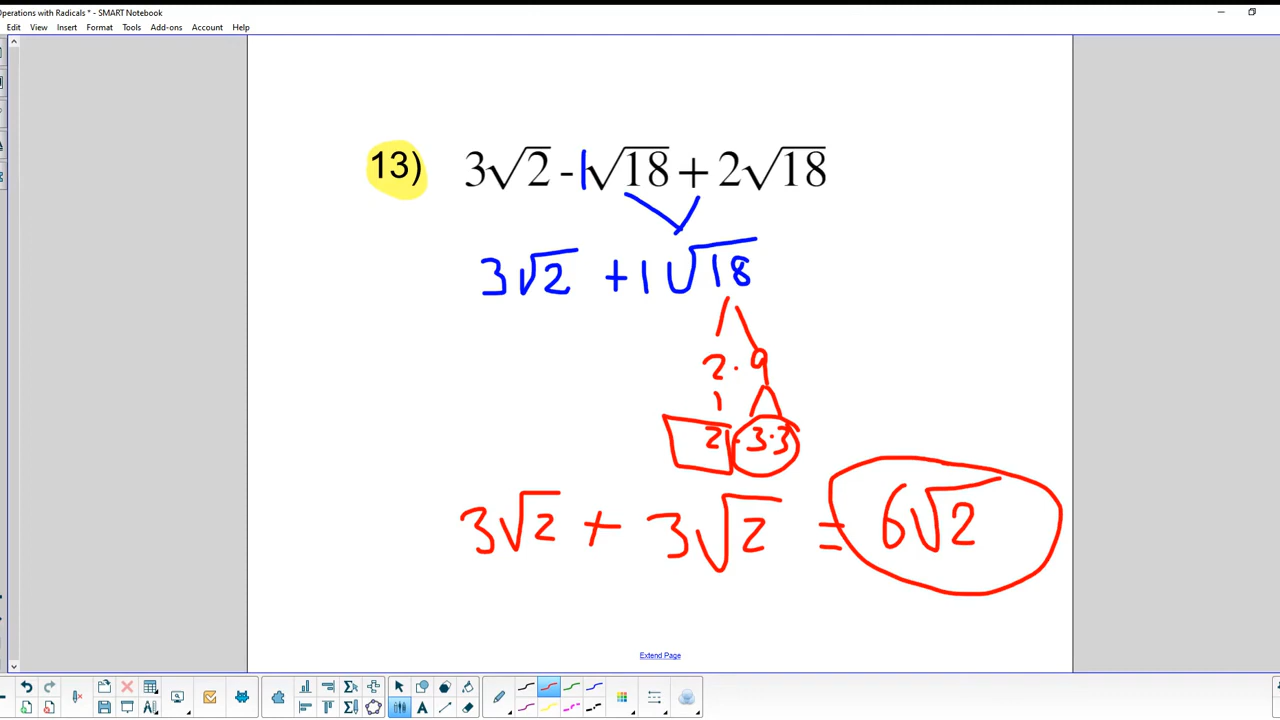 Operations with Radicals * - SMART Notebook
Edit View Insert Format Tools Add-ons Account Help
13) 3√2 - 1√18 + 2√18
3√2 + 1√18
2 · 9
2 · 3 · 3
3√2 + 3√2 = 6√2
Extend Page